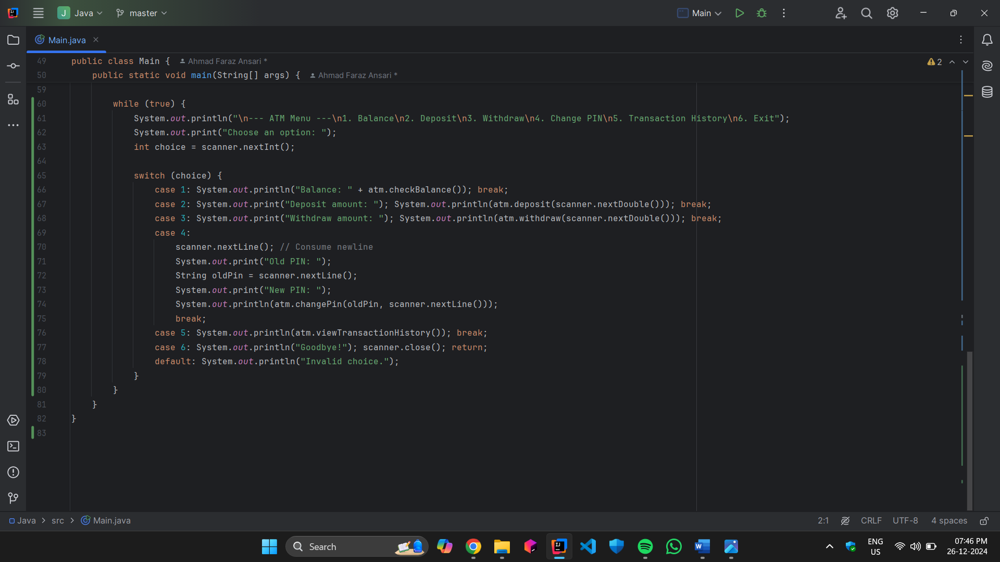 J Java master Main
Main.java
49 public class Main { Ahmad Faraz Ansari * 2
50 public static void main(String[] args) { Ahmad Faraz Ansari *
59
60 while (true) {
61 System.out.println("\n--- ATM Menu ---\n1. Balance\n2. Deposit\n3. Withdraw\n4. Change PIN\n5. Transaction History\n6. Exit");
62 System.out.print("Choose an option: ");
63 int choice = scanner.nextInt();
64
65 switch (choice) {
66 case 1: System.out.println("Balance: " + atm.checkBalance()); break;
67 case 2: System.out.print("Deposit amount: "); System.out.println(atm.deposit(scanner.nextDouble())); break;
68 case 3: System.out.print("Withdraw amount: "); System.out.println(atm.withdraw(scanner.nextDouble())); break;
69 case 4:
70 scanner.nextLine(); // Consume newline
71 System.out.print("Old PIN: ");
72 String oldPin = scanner.nextLine();
73 System.out.print("New PIN: ");
74 System.out.println(atm.changePin(oldPin, scanner.nextLine()));
75 break;
76 case 5: System.out.println(atm.viewTransactionHistory()); break;
77 case 6: System.out.println("Goodbye!"); scanner.close(); return;
78 default: System.out.println("Invalid choice.");
79 }
80 }
81 }
82 }
83
Java > src > Main.java 2:1 CRLF UTF-8 4 spaces
Search ENG 07:46 PM
US 26-12-2024